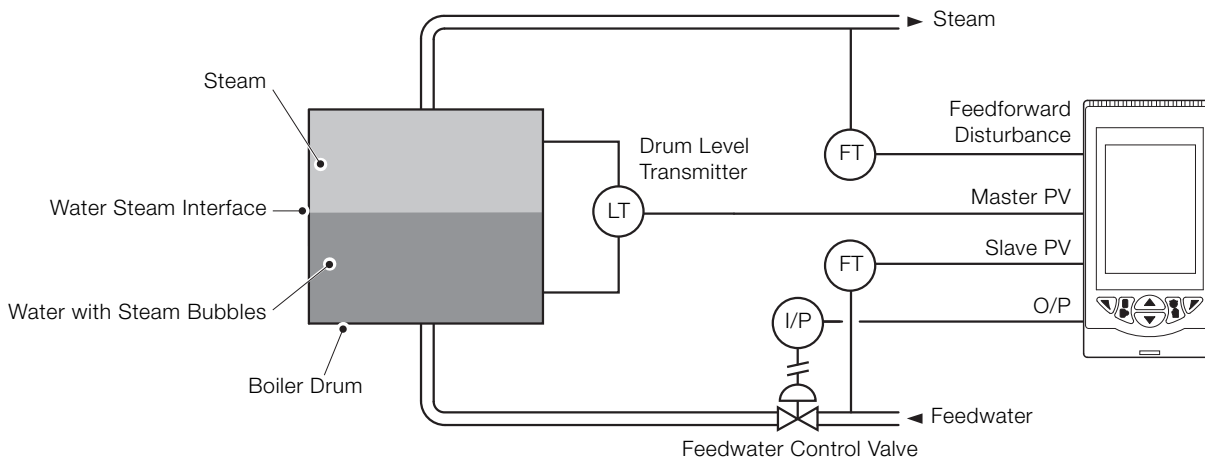 Steam
Steam
Feedforward
Disturbance
FT
Drum Level
Transmitter
Water Steam Interface
LT
Master PV
Slave PV
FT
Water with Steam Bubbles
O/P
I/P
Boiler Drum
Feedwater
Feedwater Control Valve